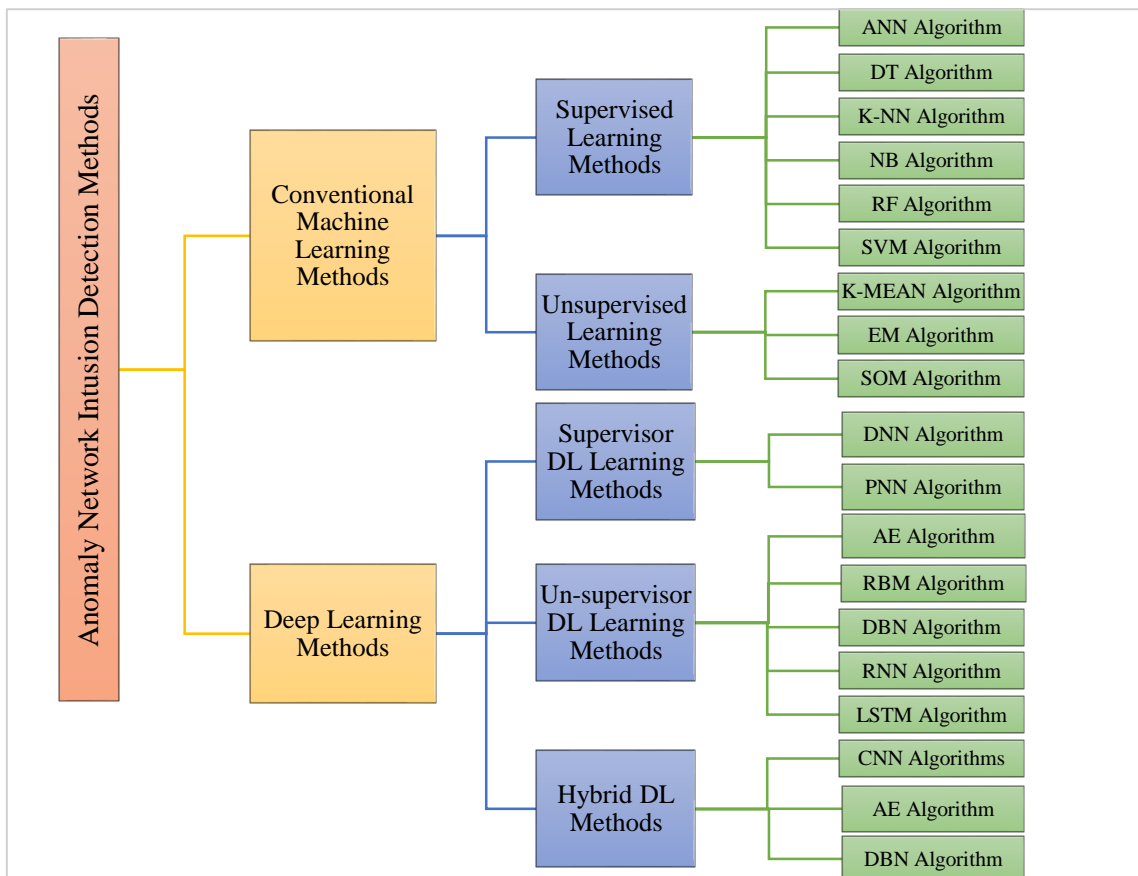 Anomaly Network Intusion Detection Methods
Conventional
Machine
Learning
Methods
Deep Learning
Methods
Supervised
Learning
Methods
Unsupervised
Learning
Methods
Supervisor
DL Learning
Methods
Un-supervisor
DL Learning
Methods
Hybrid DL
Methods
ANN Algorithm
DT Algorithm
K-NN Algorithm
NB Algorithm
RF Algorithm
SVM Algorithm
K-MEAN Algorithm
EM Algorithm
SOM Algorithm
DNN Algorithm
PNN Algorithm
AE Algorithm
RBM Algorithm
DBN Algorithm
RNN Algorithm
LSTM Algorithm
CNN Algorithms
AE Algorithm
DBN Algorithm